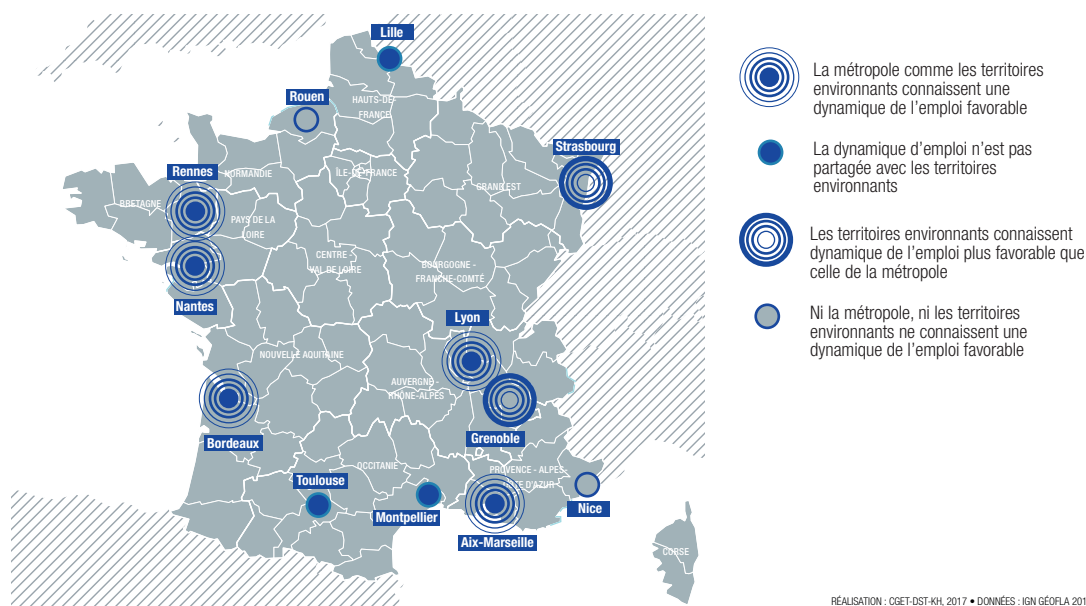 Lille
Rouen
HAUTS-DE-
FRANCE
Strasbourg
Rennes
NORMANDIE
ÎLE-DE-FRANCE
GRAND EST
BRETAGNE
PAYS DE LA
LOIRE
CENTRE -
VAL DE LOIRE
BOURGOGNE -
FRANCHE-COMTÉ
Nantes
Lyon
NOUVELLE AQUITAINE
AUVERGNE -
RHÔNE-ALPES
Grenoble
Bordeaux
OCCITANIE
PROVENCE - ALPES-
D'AZUR
Toulouse
Montpellier
Nice
Aix-Marseille
CORSE
La métropole comme les territoires
environnants connaissent une
dynamique de l'emploi favorable
La dynamique d'emploi n'est pas
partagée avec les territoires
environnants
Les territoires environnants connaissent
dynamique de l'emploi plus favorable que
celle de la métropole
Ni la métropole, ni les territoires
environnants ne connaissent une
dynamique de l'emploi favorable
RÉALISATION : CGET-DST-KH, 2017 • DONNÉES : IGN GÉOFLA 201